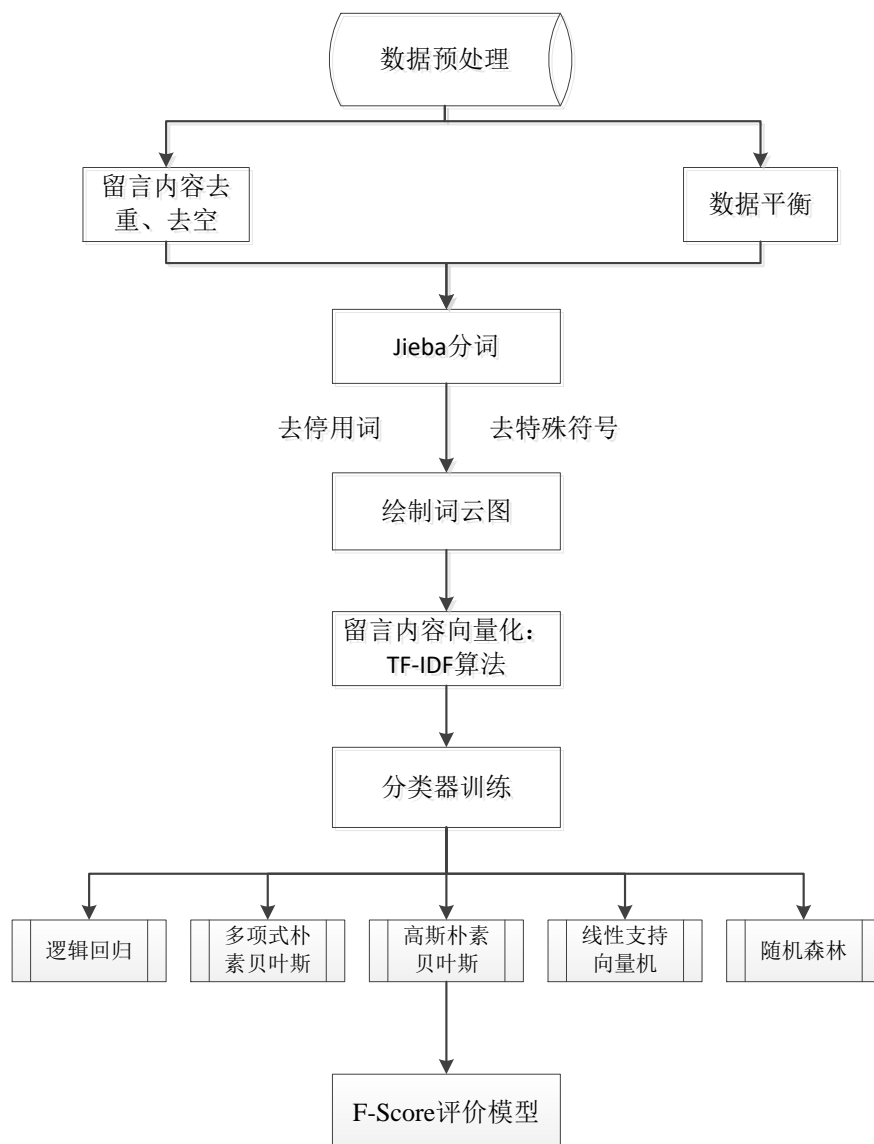 数据预处理
留言内容去
重、去空
数据平衡
Jieba分词
去停用词
去特殊符号
绘制词云图
留言内容向量化：
TF-IDF算法
分类器训练
逻辑回归
多项式朴
素贝叶斯
高斯朴素
贝叶斯
线性支持
向量机
随机森林
F-Score评价模型